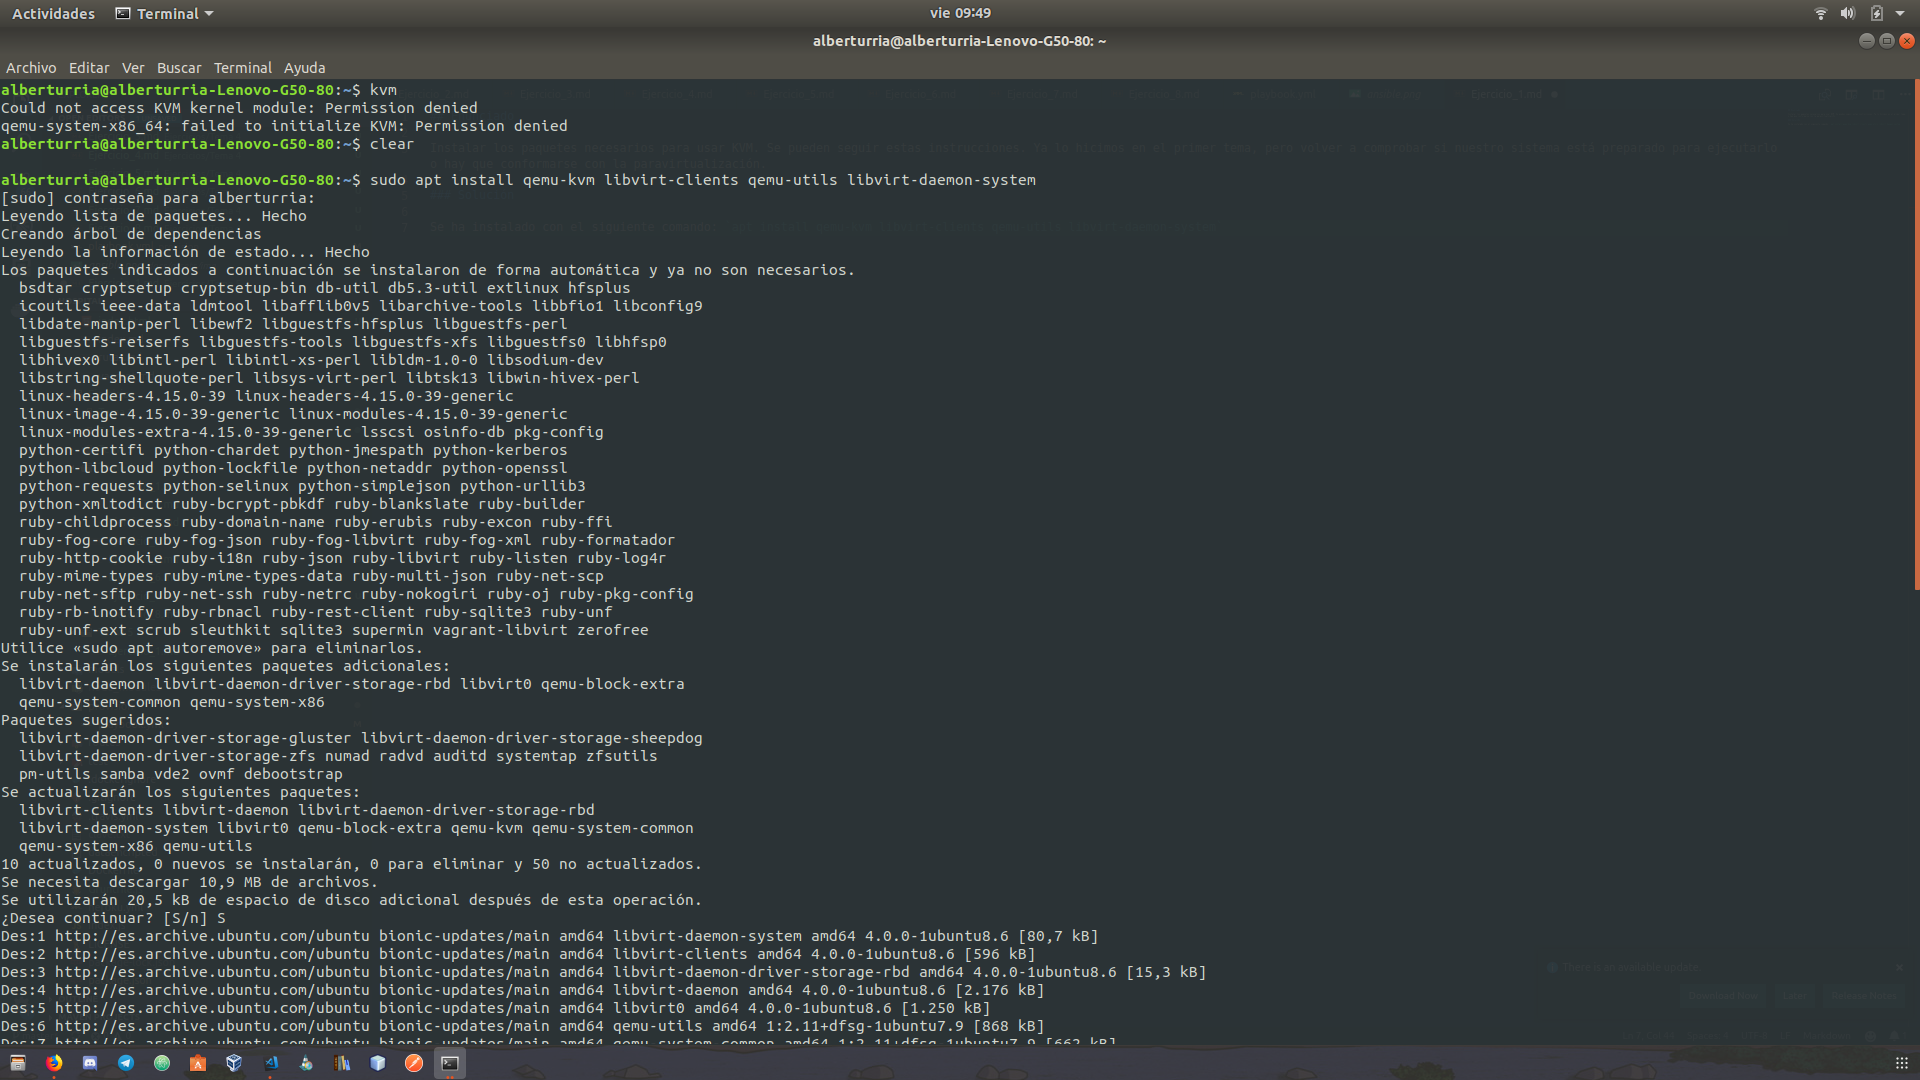 Actividades Terminal vie 09:49
alberturria@alberturria-Lenovo-G50-80: ~
Archivo Editar Ver Buscar Terminal Ayuda
alberturria@alberturria-Lenovo-G50-80:~$ kvm
Could not access KVM kernel module: Permission denied
qemu-system-x86_64: failed to initialize KVM: Permission denied
alberturria@alberturria-Lenovo-G50-80:~$ clear
alberturria@alberturria-Lenovo-G50-80:~$ sudo apt install qemu-kvm libvirt-clients qemu-utils libvirt-daemon-system
[sudo] contraseña para alberturria:
Leyendo lista de paquetes... Hecho
Creando árbol de dependencias
Leyendo la información de estado... Hecho
Los paquetes indicados a continuación se instalaron de forma automática y ya no son necesarios.
bsdtar cryptsetup cryptsetup-bin db-util db5.3-util extlinux hfsplus
icoutils ieee-data ldmtool libafflib0v5 libarchive-tools libbfio1 libconfig9
libdate-manip-perl libewf2 libguestfs-hfsplus libguestfs-perl
libguestfs-reiserfs libguestfs-tools libguestfs-xfs libguestfs0 libhfsp0
libhivex0 libintl-perl libintl-xs-perl libldm-1.0-0 libsodium-dev
libstring-shellquote-perl libsys-virt-perl libtsk13 libwin-hivex-perl
linux-headers-4.15.0-39 linux-headers-4.15.0-39-generic
linux-image-4.15.0-39-generic linux-modules-4.15.0-39-generic
linux-modules-extra-4.15.0-39-generic lsscsi osinfo-db pkg-config
python-certifi python-chardet python-jmespath python-kerberos
python-libcloud python-lockfile python-netaddr python-openssl
python-requests python-selinux python-simplejson python-urllib3
python-xmltodict ruby-bcrypt-pbkdf ruby-blankslate ruby-builder
ruby-childprocess ruby-domain-name ruby-erubis ruby-excon ruby-ffi
ruby-fog-core ruby-fog-json ruby-fog-libvirt ruby-fog-xml ruby-formatador
ruby-http-cookie ruby-i18n ruby-json ruby-libvirt ruby-listen ruby-log4r
ruby-mime-types ruby-mime-types-data ruby-multi-json ruby-net-scp
ruby-net-sftp ruby-net-ssh ruby-netrc ruby-nokogiri ruby-oj ruby-pkg-config
ruby-rb-inotify ruby-rbnacl ruby-rest-client ruby-sqlite3 ruby-unf
ruby-unf-ext scrub sleuthkit sqlite3 supermin vagrant-libvirt zerofree
Utilice «sudo apt autoremove» para eliminarlos.
Se instalarán los siguientes paquetes adicionales:
libvirt-daemon libvirt-daemon-driver-storage-rbd libvirt0 qemu-block-extra
qemu-system-common qemu-system-x86
Paquetes sugeridos:
libvirt-daemon-driver-storage-gluster libvirt-daemon-driver-storage-sheepdog
libvirt-daemon-driver-storage-zfs numad radvd auditd systemtap zfsutils
pm-utils samba vde2 ovmf debootstrap
Se actualizarán los siguientes paquetes:
libvirt-clients libvirt-daemon libvirt-daemon-driver-storage-rbd
libvirt-daemon-system libvirt0 qemu-block-extra qemu-kvm qemu-system-common
qemu-system-x86 qemu-utils
10 actualizados, 0 nuevos se instalarán, 0 para eliminar y 50 no actualizados.
Se necesita descargar 10,9 MB de archivos.
Se utilizarán 20,5 kB de espacio de disco adicional después de esta operación.
¿Desea continuar? [S/n] S
Des:1 http://es.archive.ubuntu.com/ubuntu bionic-updates/main amd64 libvirt-daemon-system amd64 4.0.0-1ubuntu8.6 [80,7 kB]
Des:2 http://es.archive.ubuntu.com/ubuntu bionic-updates/main amd64 libvirt-clients amd64 4.0.0-1ubuntu8.6 [596 kB]
Des:3 http://es.archive.ubuntu.com/ubuntu bionic-updates/main amd64 libvirt-daemon-driver-storage-rbd amd64 4.0.0-1ubuntu8.6 [15,3 kB]
Des:4 http://es.archive.ubuntu.com/ubuntu bionic-updates/main amd64 libvirt-daemon amd64 4.0.0-1ubuntu8.6 [2.176 kB]
Des:5 http://es.archive.ubuntu.com/ubuntu bionic-updates/main amd64 libvirt0 amd64 4.0.0-1ubuntu8.6 [1.250 kB]
Des:6 http://es.archive.ubuntu.com/ubuntu bionic-updates/main amd64 qemu-utils amd64 1:2.11+dfsg-1ubuntu7.9 [868 kB]
Des:7 http://es.archive.ubuntu.com/ubuntu bionic-updates/main amd64 qemu-system-common amd64 1:2.11+dfsg-1ubuntu7.9 [662 kB]